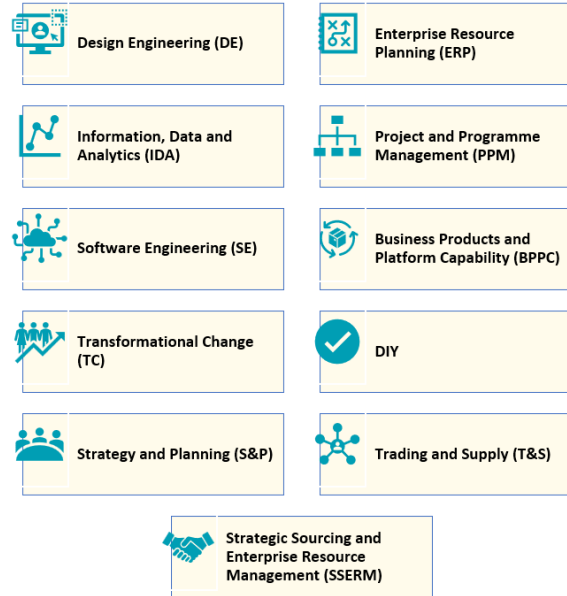 Design Engineering (DE)
Enterprise Resource
Planning (ERP)
Information, Data and
Analytics (IDA)
Project and Programme
Management (PPM)
Software Engineering (SE)
Business Products and
Platform Capability (BPPC)
Transformational Change
(TC)
DIY
Strategy and Planning (S&P)
Trading and Supply (T&S)
Strategic Sourcing and
Enterprise Resource
Management (SSERM)